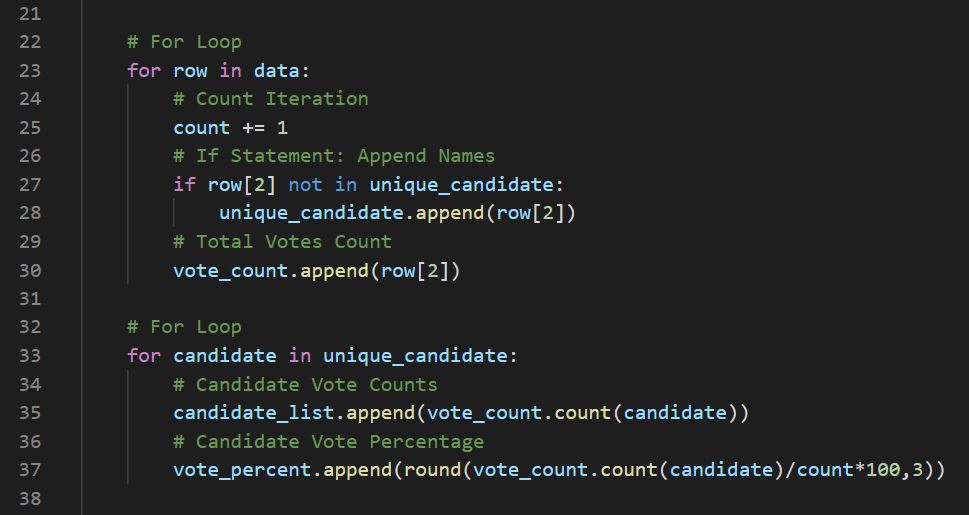 21
22 # For Loop
23 for row in data:
24 # Count Iteration
25 count += 1
26 # If Statement: Append Names
27 if row[2] not in unique_candidate:
28 unique_candidate.append(row[2])
29 # Total Votes Count
30 vote_count.append(row[2])
31
32 # For Loop
33 for candidate in unique_candidate:
34 # Candidate Vote Counts
35 candidate_list.append(vote_count.count(candidate))
36 # Candidate Vote Percentage
37 vote_percent.append(round(vote_count.count(candidate)/count*100,3))
38